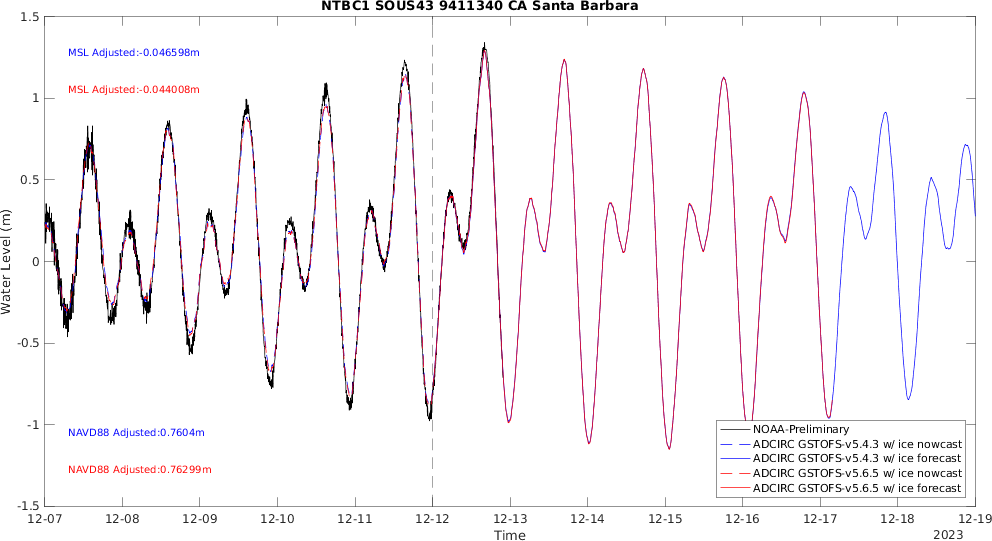 NTBC1 SOUS43 9411340 CA Santa Barbara
1.5
1
0.5
0
-0.5
-1
-1.5
Water Level (m)
MSL Adjusted:-0.046598m
MSL Adjusted:-0.044008m
NAVD88 Adjusted:0.7604m
NAVD88 Adjusted:0.76299m
NOAA-Preliminary
ADCIRC GSTOFS-v5.4.3 w/ ice nowcast
ADCIRC GSTOFS-v5.4.3 w/ ice forecast
ADCIRC GSTOFS-v5.6.5 w/ ice nowcast
ADCIRC GSTOFS-v5.6.5 w/ ice forecast
12-07 12-08 12-09 12-10 12-11 12-12 12-13 12-14 12-15 12-16 12-17 12-18 12-19
Time
2023